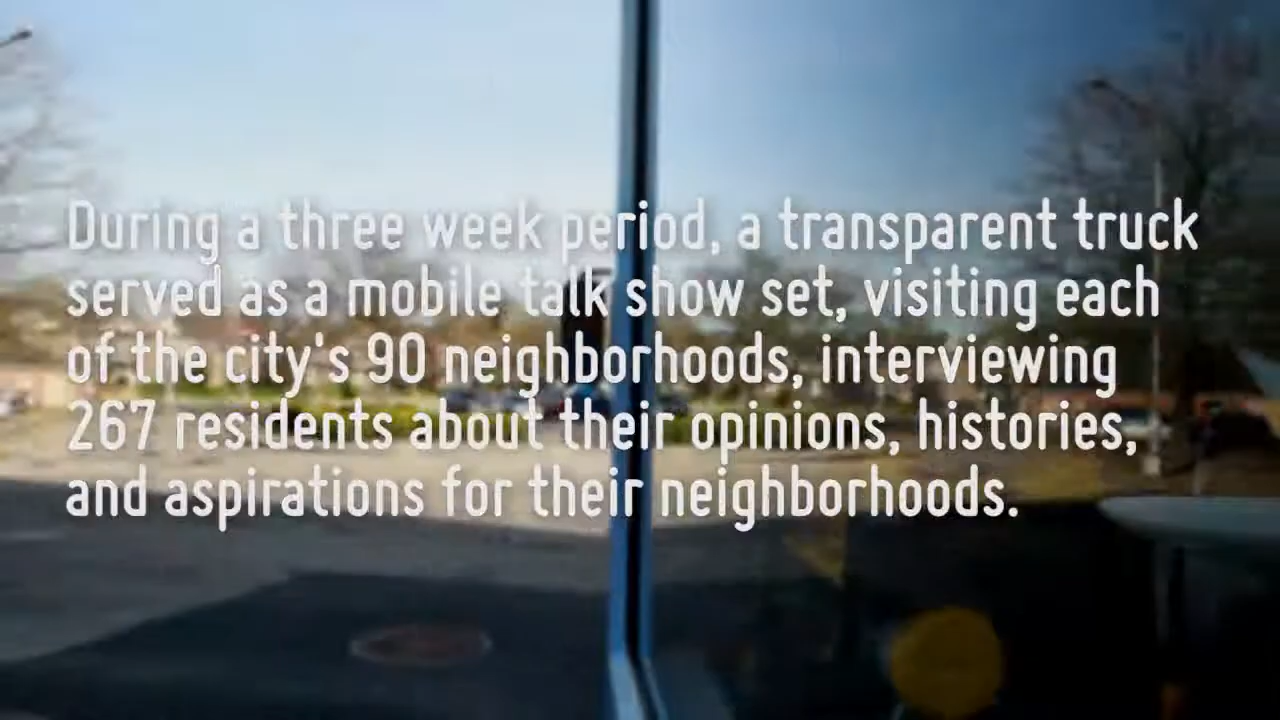 During a three week period, a transparent truck
served as a mobile talk show set, visiting each
of the city's 90 neighborhoods, interviewing
267 residents about their opinions, histories,
and aspirations for their neighborhoods.